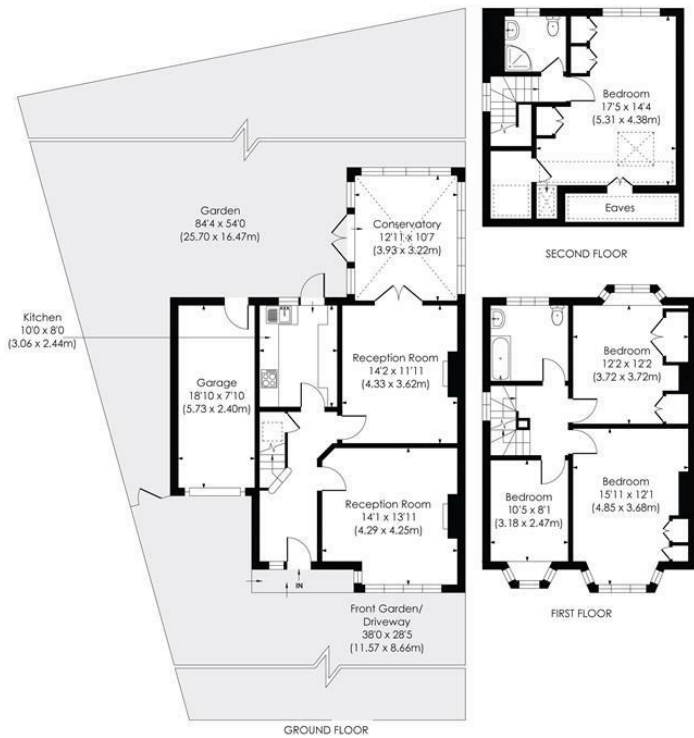 Garden
84'4 x 54'0
(25.70 x 16.47m)
Kitchen
10'0 x 8'0
(3.06 x 2.44m)
Garage
18'10 x 7'10
(5.73 x 2.40m)
Conservatory
12'11 x 10'7
(3.93 x 3.22m)
Reception Room
14'2 x 11'11
(4.33 x 3.62m)
Reception Room
14'1 x 13'11
(4.29 x 4.25m)
IN
Front Garden/
Driveway
38'0 x 28'5
(11.57 x 8.66m)
GROUND FLOOR
Bedroom
17'5 x 14'4
(5.31 x 4.38m)
Eaves
SECOND FLOOR
Bedroom
12'2 x 12'2
(3.72 x 3.72m)
Bedroom
15'11 x 12'1
(4.85 x 3.68m)
Bedroom
10'5 x 8'1
(3.18 x 2.47m)
FIRST FLOOR